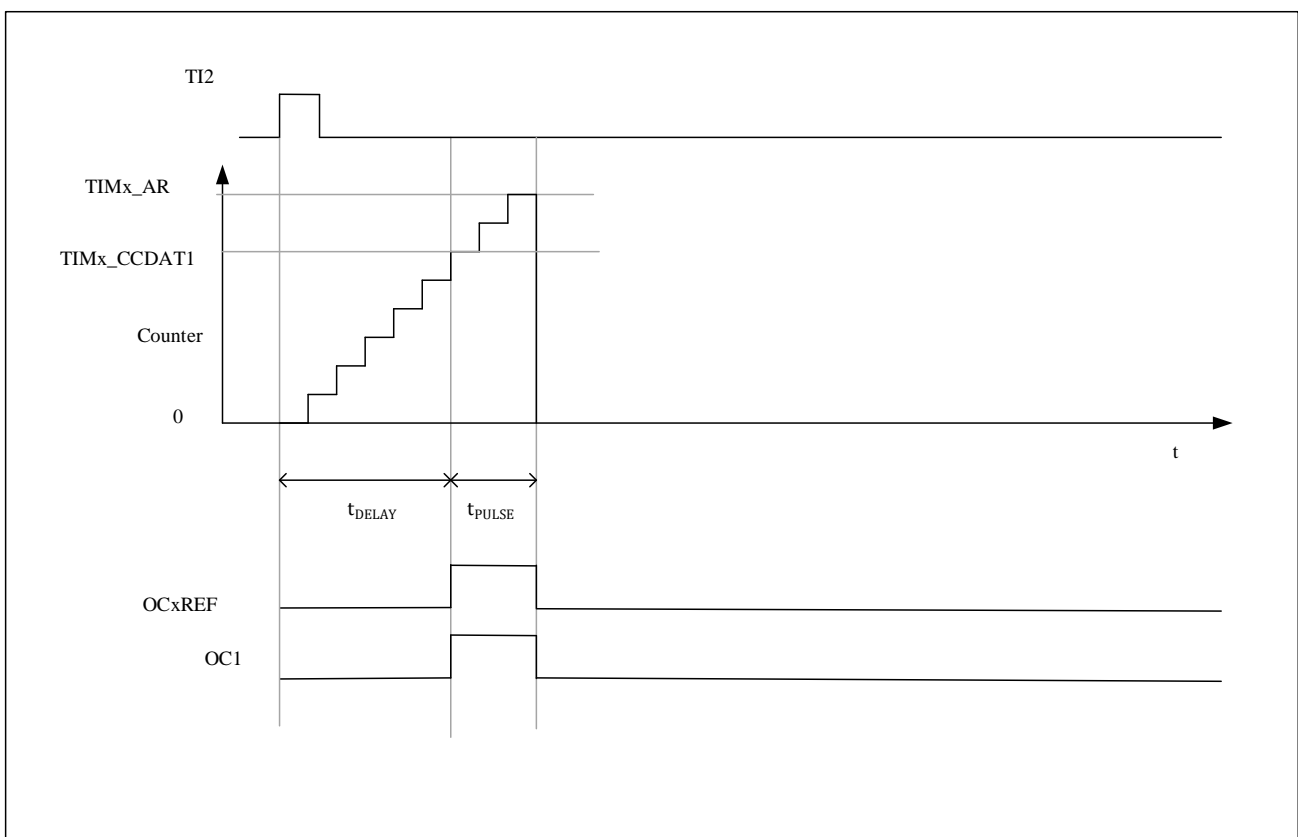 TI2
TIMx_AR
TIMx_CCDAT1
Counter
0
t
tDELAY
tPULSE
OCxREF
OC1